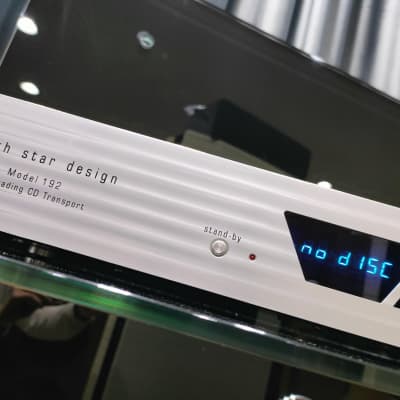 th star design
Model 192
ading CD Transport
stand-by
no dISC